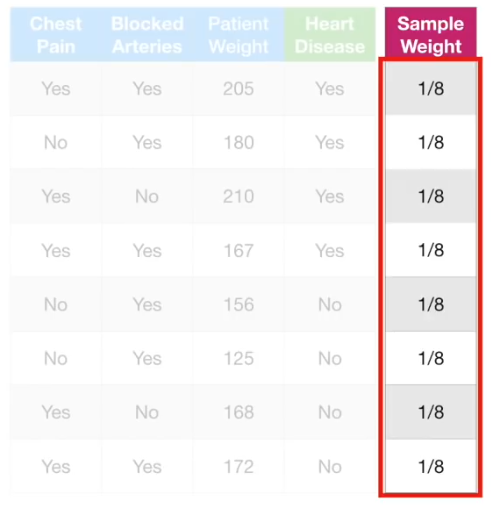 Chest Pain Blocked Arteries Patient Weight Heart Disease Sample Weight
Yes Yes 205 Yes 1/8
No Yes 180 Yes 1/8
Yes No 210 Yes 1/8
Yes Yes 167 Yes 1/8
No Yes 156 No 1/8
No Yes 125 No 1/8
Yes No 168 No 1/8
Yes Yes 172 No 1/8